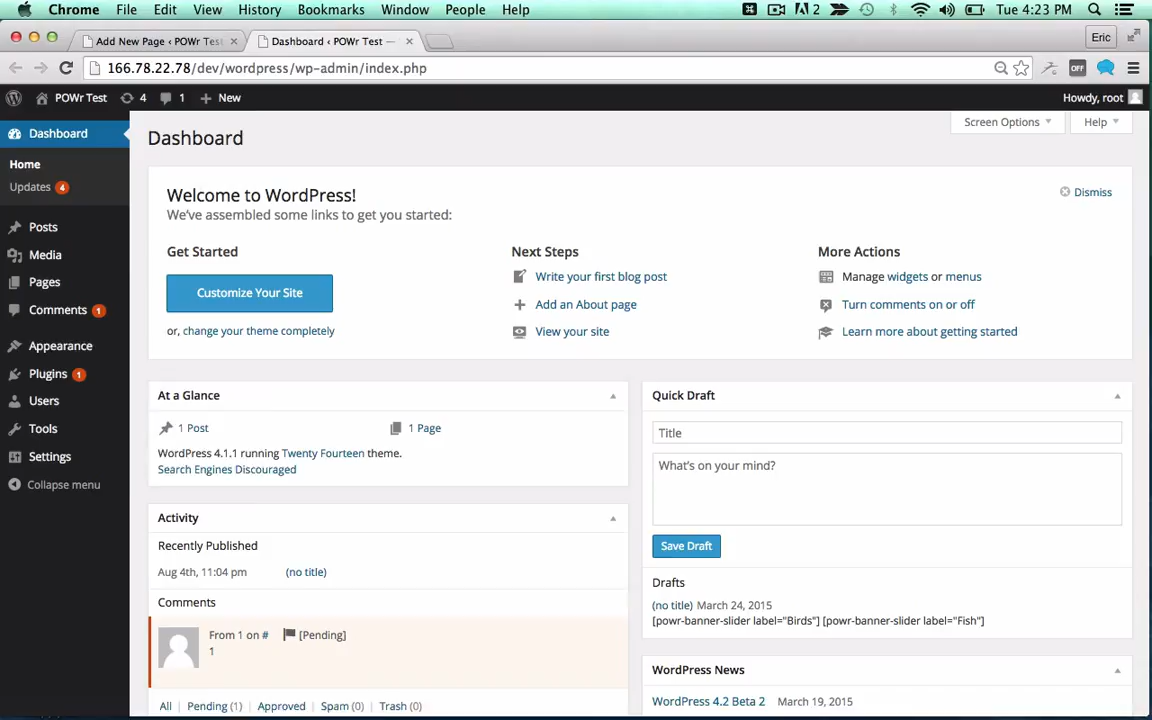 Chrome File Edit View History Bookmarks Window People Help 2 Tue 4:23 PM
Add New Page ‹ POWr Tes Dashboard ‹ POWr Test — Eric
166.78.22.78/dev/wordpress/wp-admin/index.php OFF
POWr Test 4 1 + New Howdy, root
Screen Options Help
Dashboard
Home
Updates 4
Posts
Media
Pages
Comments 1
Appearance
Plugins 1
Users
Tools
Settings
Collapse menu
Dashboard
Welcome to WordPress! Dismiss
We've assembled some links to get you started:
Get Started
Customize Your Site
or, change your theme completely
Next Steps
Write your first blog post
Add an About page
View your site
More Actions
Manage widgets or menus
Turn comments on or off
Learn more about getting started
At a Glance
1 Post 1 Page
WordPress 4.1.1 running Twenty Fourteen theme.
Search Engines Discouraged
Activity
Recently Published
Aug 4th, 11:04 pm (no title)
Comments
From 1 on # [Pending]
1
All | Pending (1) | Approved | Spam (0) | Trash (0)
Quick Draft
Title
What's on your mind?
Save Draft
Drafts
(no title) March 24, 2015
[powr-banner-slider label="Birds"] [powr-banner-slider label="Fish"]
WordPress News
WordPress 4.2 Beta 2 March 19, 2015